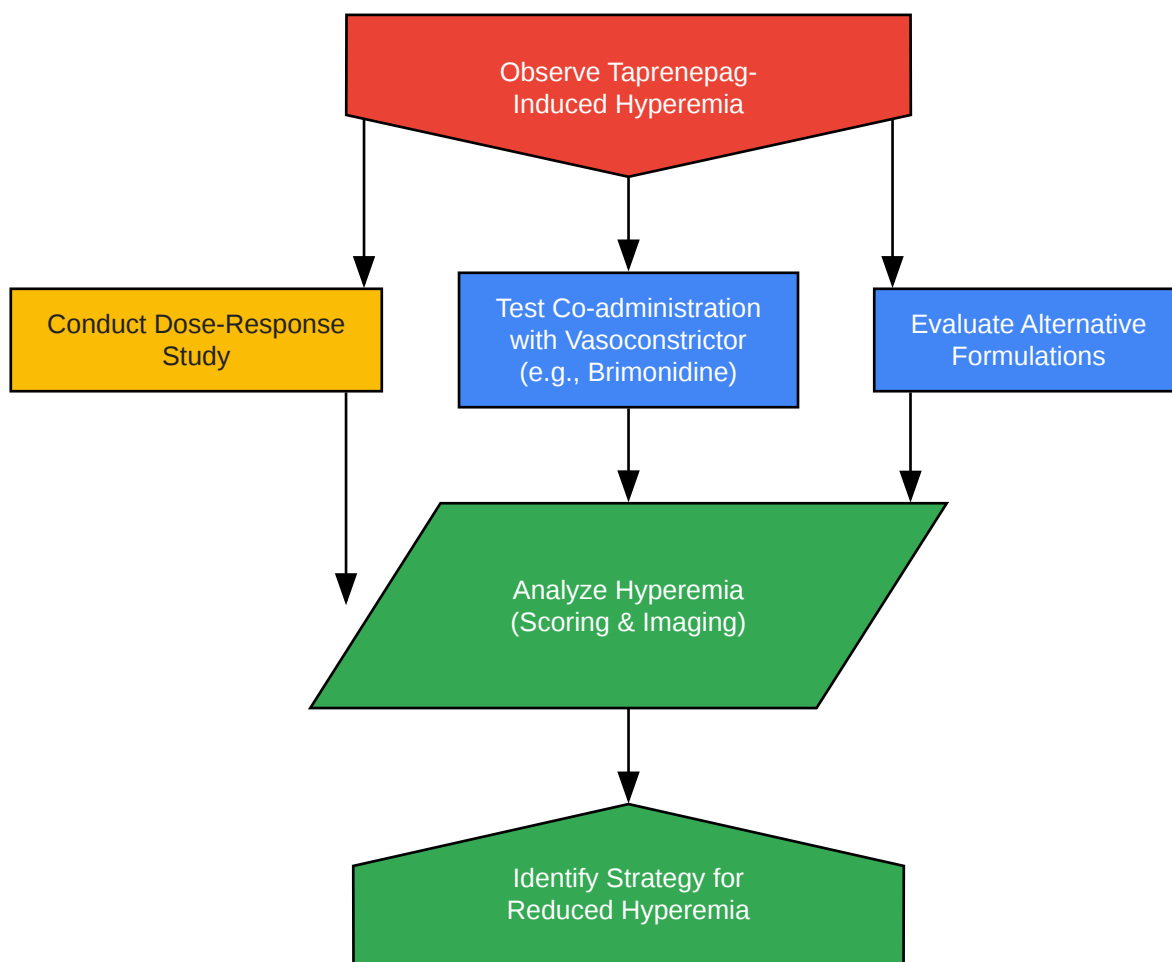 Observe Taprenepag-
Induced Hyperemia
Conduct Dose-Response
Study
Test Co-administration
with Vasoconstrictor
(e.g., Brimonidine)
Evaluate Alternative
Formulations
Analyze Hyperemia
(Scoring & Imaging)
Identify Strategy for
Reduced Hyperemia